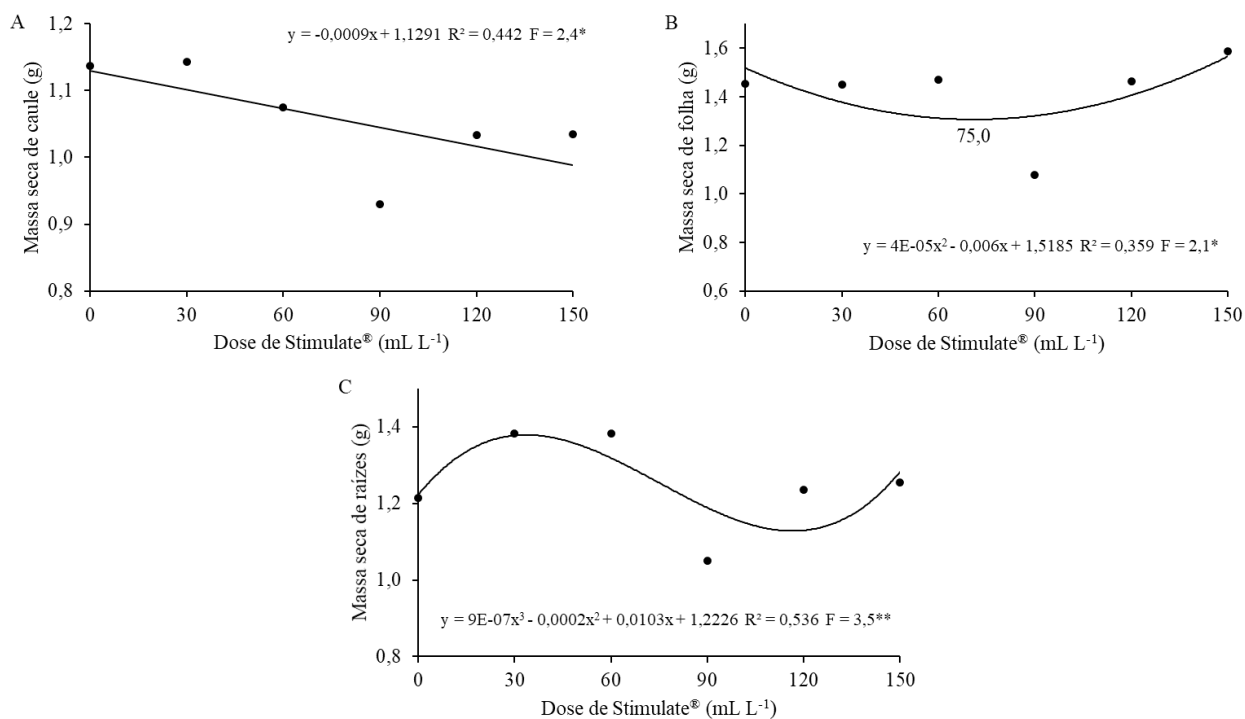 A
Massa seca de caule (g)
1,2
1,1
1,0
0,9
0,8
y = -0,0009x + 1,1291 R² = 0,442 F = 2,4*
0 30 60 90 120 150
Dose de Stimulate® (mL L⁻¹)
B
Massa seca de folha (g)
1,6
1,4
1,2
1,0
0,8
0,6
75,0
y = 4E-05x² - 0,006x + 1,5185 R² = 0,359 F = 2,1*
0 30 60 90 120 150
Dose de Stimulate® (mL L⁻¹)
C
Massa seca de raízes (g)
1,4
1,2
1,0
0,8
y = 9E-07x³ - 0,0002x² + 0,0103x + 1,2226 R² = 0,536 F = 3,5**
0 30 60 90 120 150
Dose de Stimulate® (mL L⁻¹)